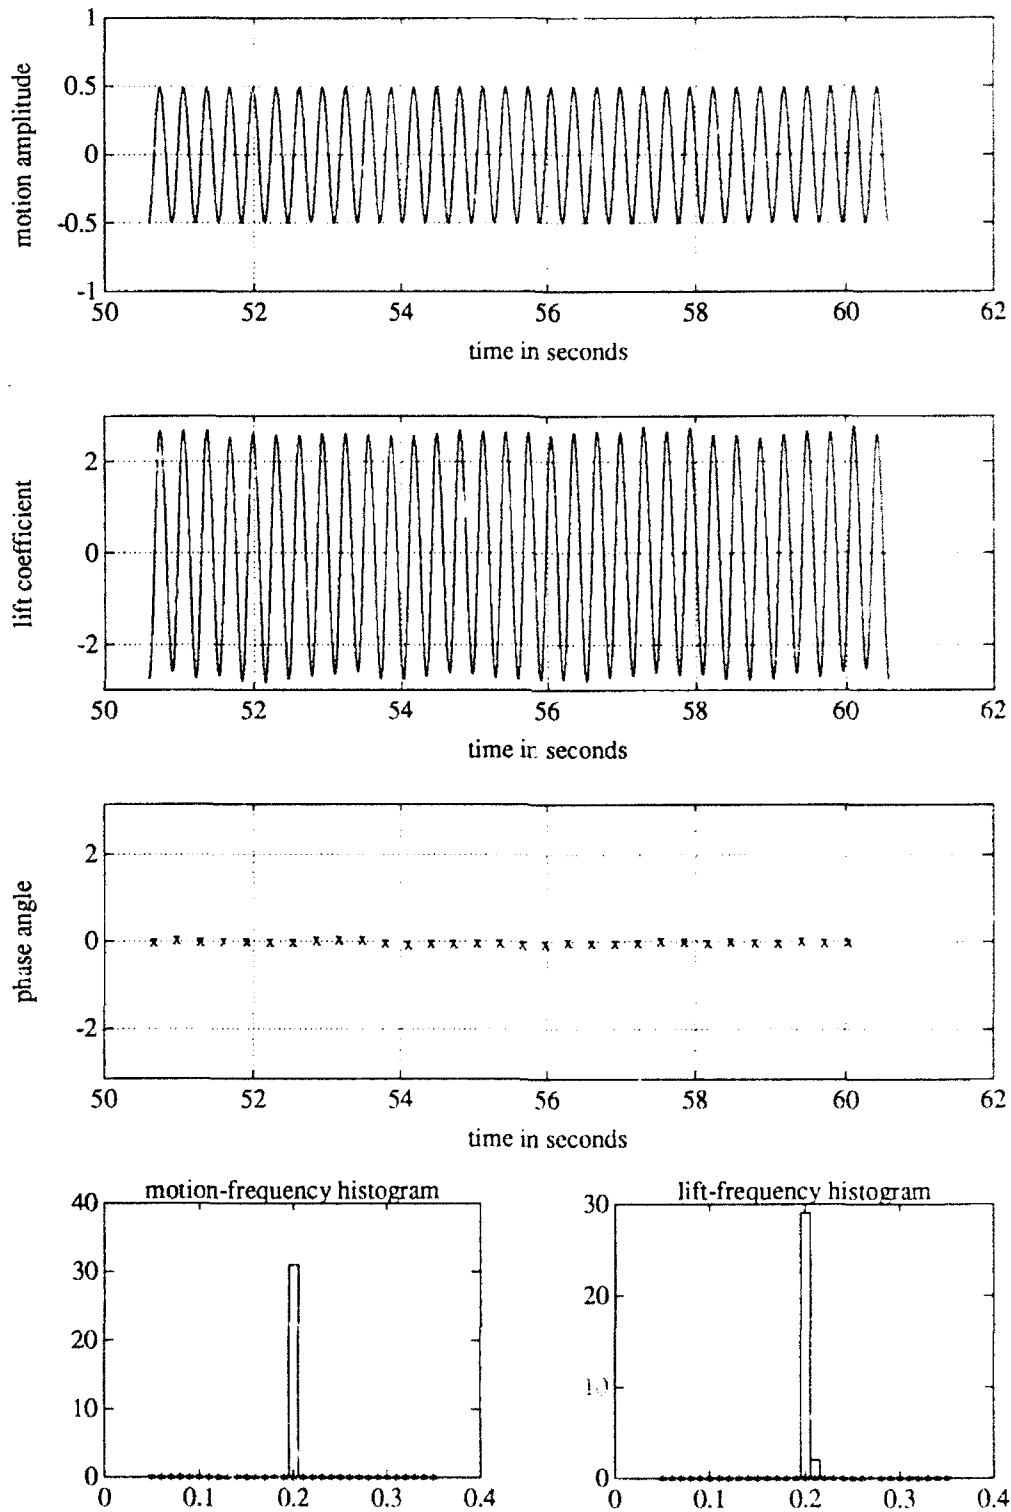 1
0.5
0
-0.5
-1
motion amplitude
50 52 54 56 58 60 62
time in seconds
2
0
-2
lift coefficient
50 52 54 56 58 60 62
time in seconds
2
0
-2
phase angle
50 52 54 56 58 60 62
time in seconds
motion-frequency histogram
40
30
20
10
0
0 0.1 0.2 0.3 0.4
lift-frequency histogram
30
20
10
0
0 0.1 0.2 0.3 0.4